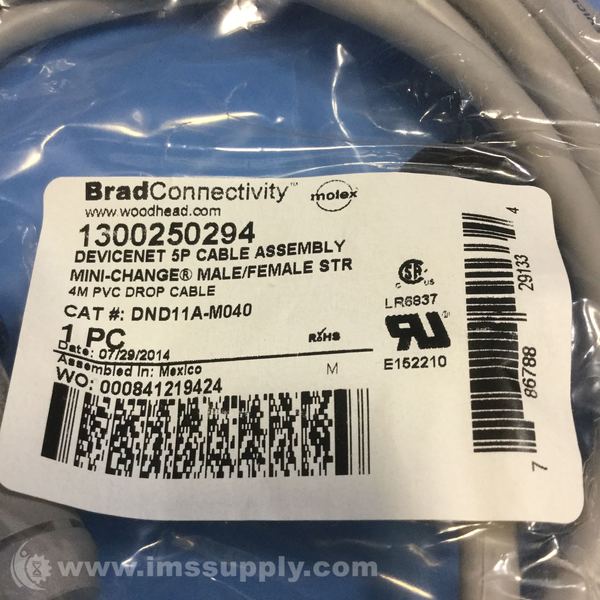 BradConnectivity™ molex
www.woodhead.com
1300250294
DEVICENET 5P CABLE ASSEMBLY
MINI-CHANGE® MALE/FEMALE STR
4M PVC DROP CABLE
CAT #: DND11A-M040
1 PC
RoHS
Date: 07/29/2014
Assembled In: Mexico
M
WO: 000841219424
C US
LR6837
E152210
7 86788 29133 4
www.imssupply.com